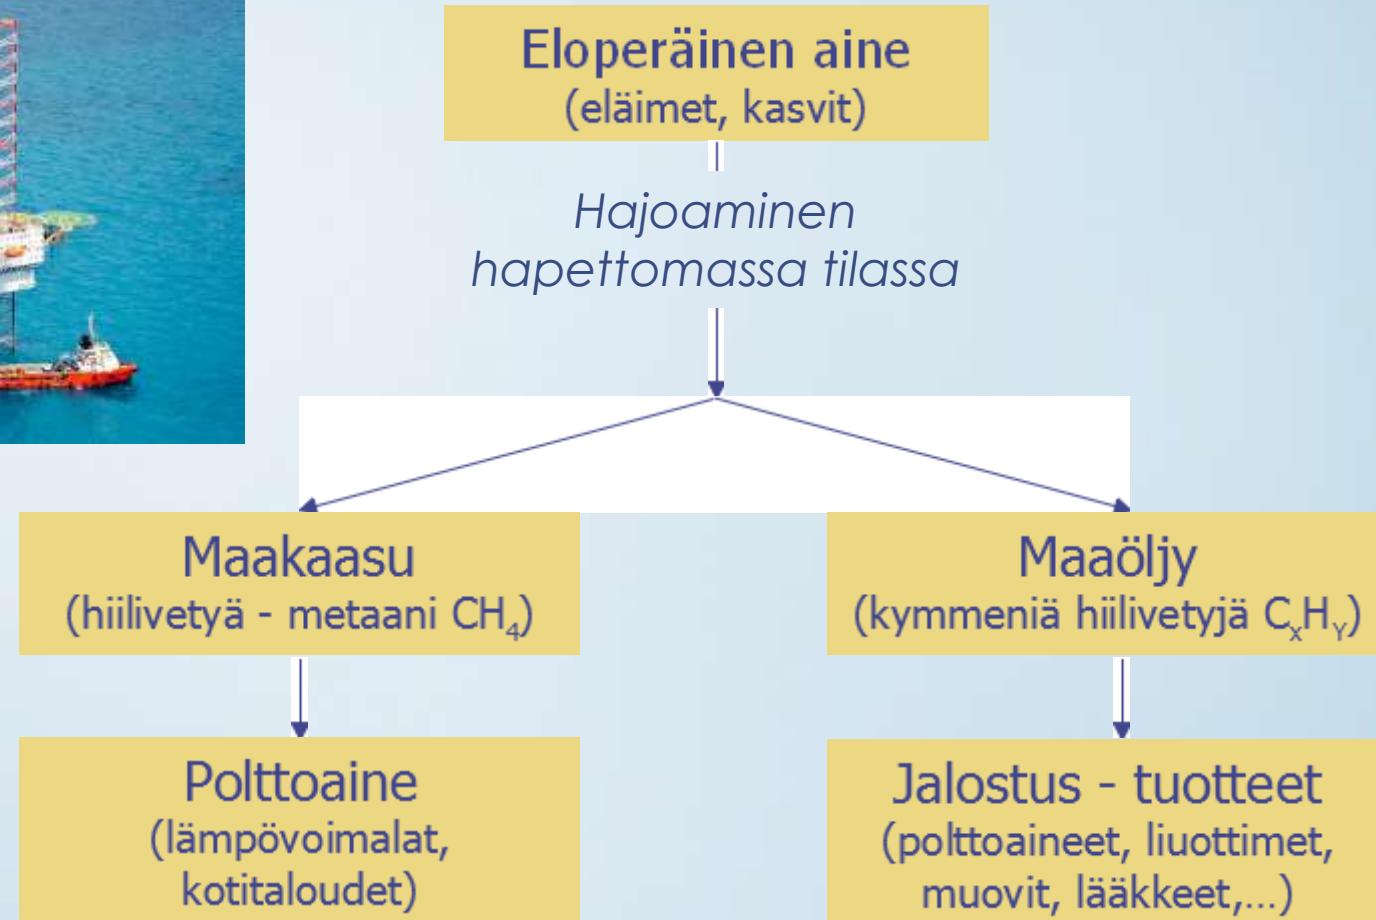 Eloperäinen aine
(eläimet, kasvit)
Hajoaminen
hapettomassa tilassa
Maakaasu
(hiilivetyä - metaani CH₄)
Maaöljy
(kymmeniä hiilivetyjä CₓHᵧ)
Polttoaine
(lämpövoimalat,
kotitaloudet)
Jalostus - tuotteet
(polttoaineet, liuottimet,
muovit, lääkkeet,...)